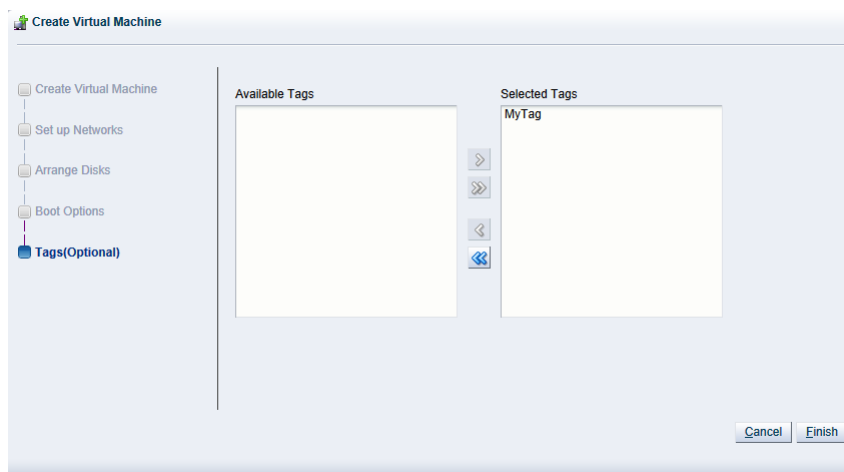 Create Virtual Machine
Create Virtual Machine
Set up Networks
Arrange Disks
Boot Options
Tags(Optional)
Available Tags
Selected Tags
MyTag
Cancel
Finish